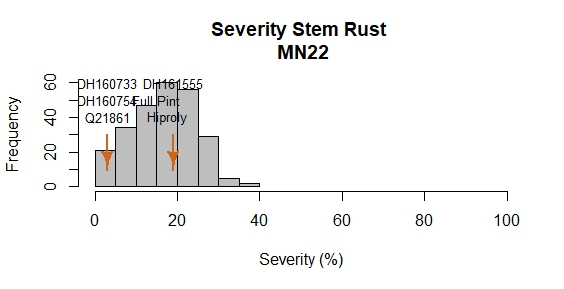 Severity Stem Rust
MN22
DH160733 DH161555
DH160754 Full Pint
Q21861 Hiproly
Frequency
0 20 40 60
0 20 40 60 80 100
Severity (%)